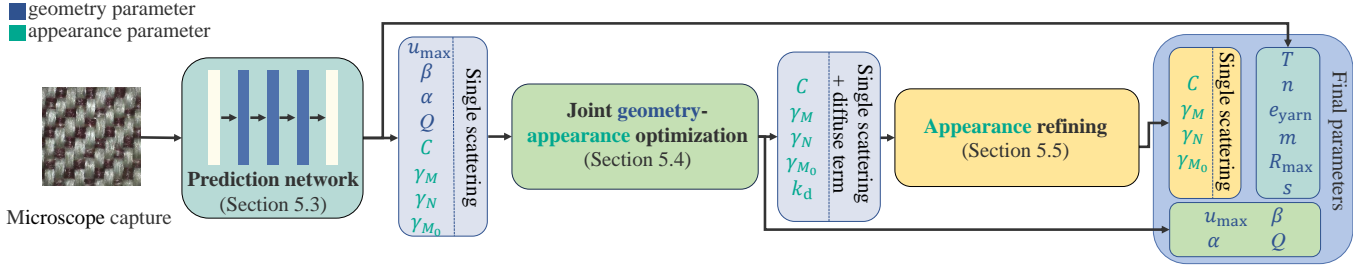 geometry parameter
appearance parameter
Microscope capture
Prediction network
(Section 5.3)
u_max
β
α
Q
C
γ_M
γ_N
γ_M₀
Single scattering
Joint geometry-
appearance optimization
(Section 5.4)
C
γ_M
γ_N
γ_M₀
k_d
Single scattering
+ diffuse term
Appearance refining
(Section 5.5)
C
γ_M
γ_N
γ_M₀
Single scattering
T
n
e_yarn
m
R_max
s
u_max β
α Q
Final parameters